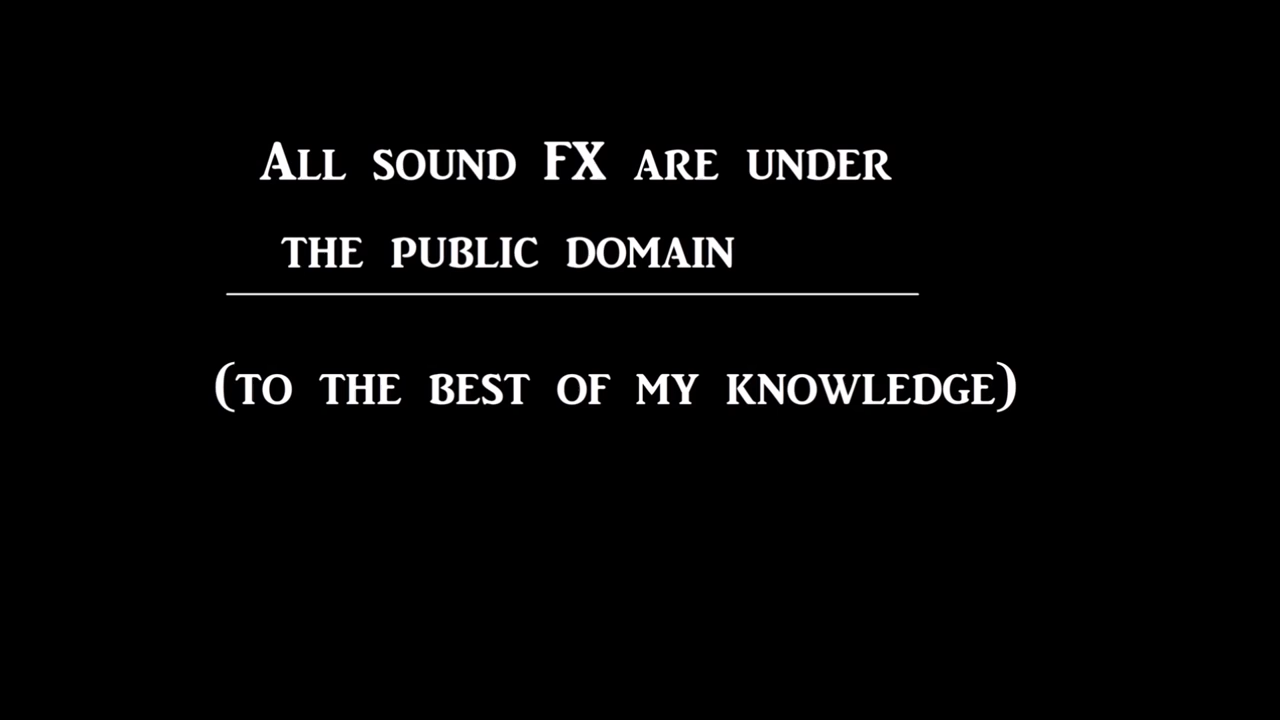 All sound FX are under
the public domain
(to the best of my knowledge)